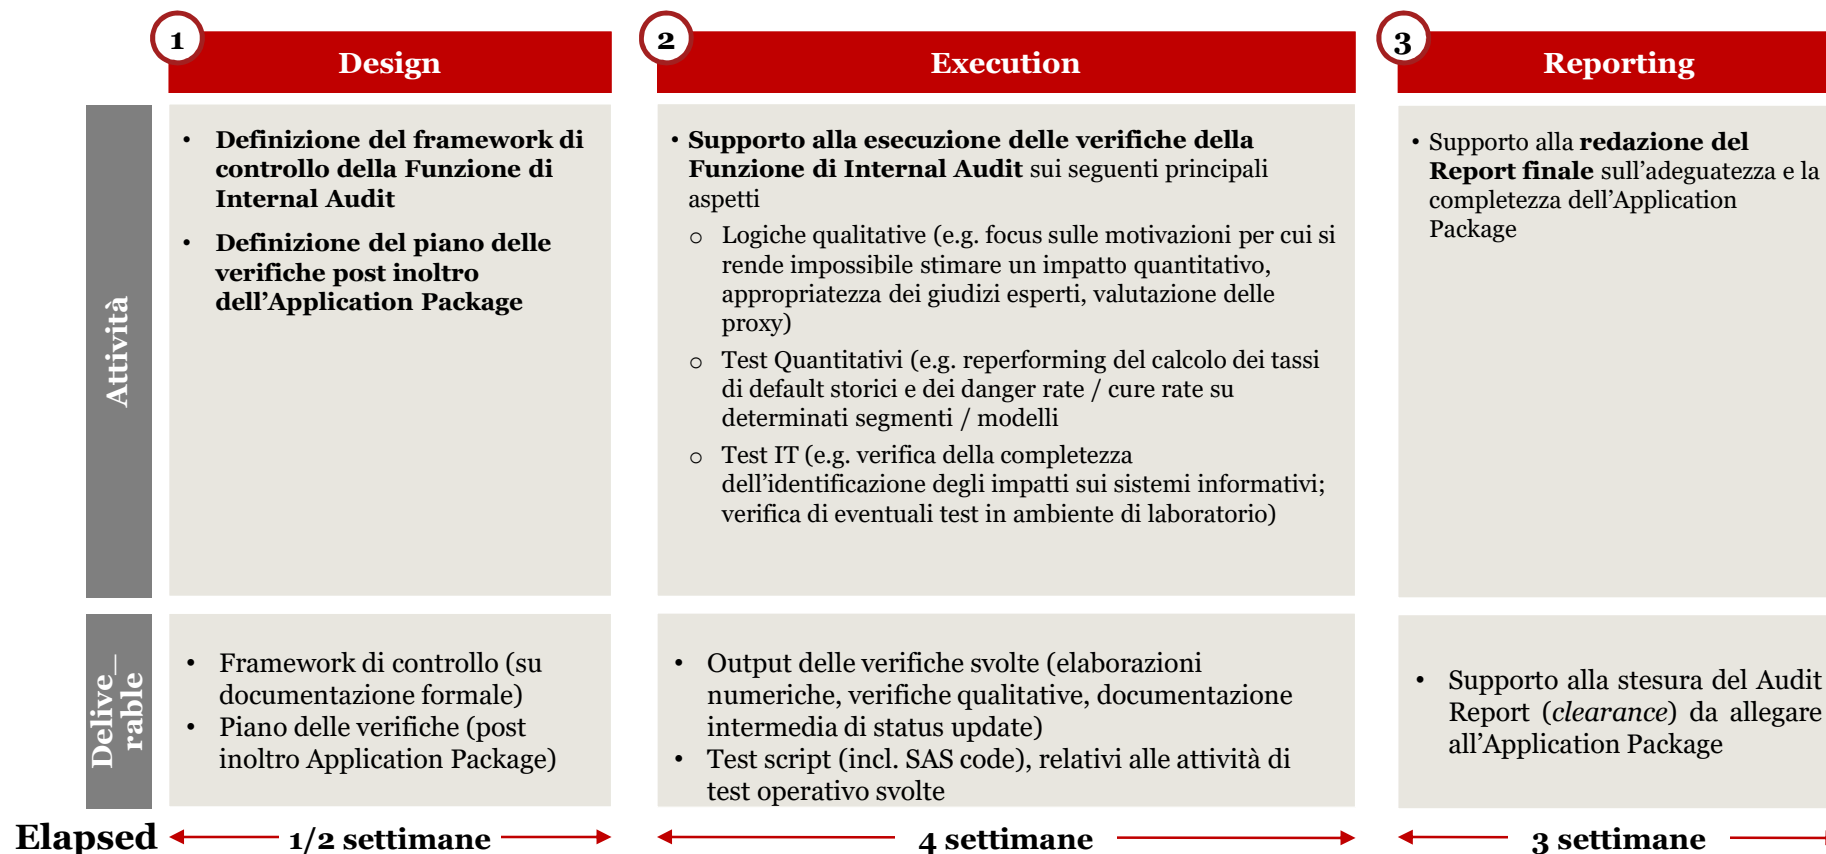 1
Design
2
Execution
3
Reporting
Attività
• Definizione del framework di
controllo della Funzione di
Internal Audit
• Definizione del piano delle
verifiche post inoltro
dell'Application Package
• Supporto alla esecuzione delle verifiche della
Funzione di Internal Audit sui seguenti principali
aspetti
o Logiche qualitative (e.g. focus sulle motivazioni per cui si
rende impossibile stimare un impatto quantitativo,
appropriatezza dei giudizi esperti, valutazione delle
proxy)
o Test Quantitativi (e.g. reperforming del calcolo dei tassi
di default storici e dei danger rate / cure rate su
determinati segmenti / modelli
o Test IT (e.g. verifica della completezza
dell'identificazione degli impatti sui sistemi informativi;
verifica di eventuali test in ambiente di laboratorio)
• Supporto alla redazione del
Report finale sull'adeguatezza e la
completezza dell'Application
Package
Delive_
rable
• Framework di controllo (su
documentazione formale)
• Piano delle verifiche (post
inoltro Application Package)
• Output delle verifiche svolte (elaborazioni
numeriche, verifiche qualitative, documentazione
intermedia di status update)
• Test script (incl. SAS code), relativi alle attività di
test operativo svolte
• Supporto alla stesura del Audit
Report (clearance) da allegare
all'Application Package
Elapsed
1/2 settimane
4 settimane
3 settimane